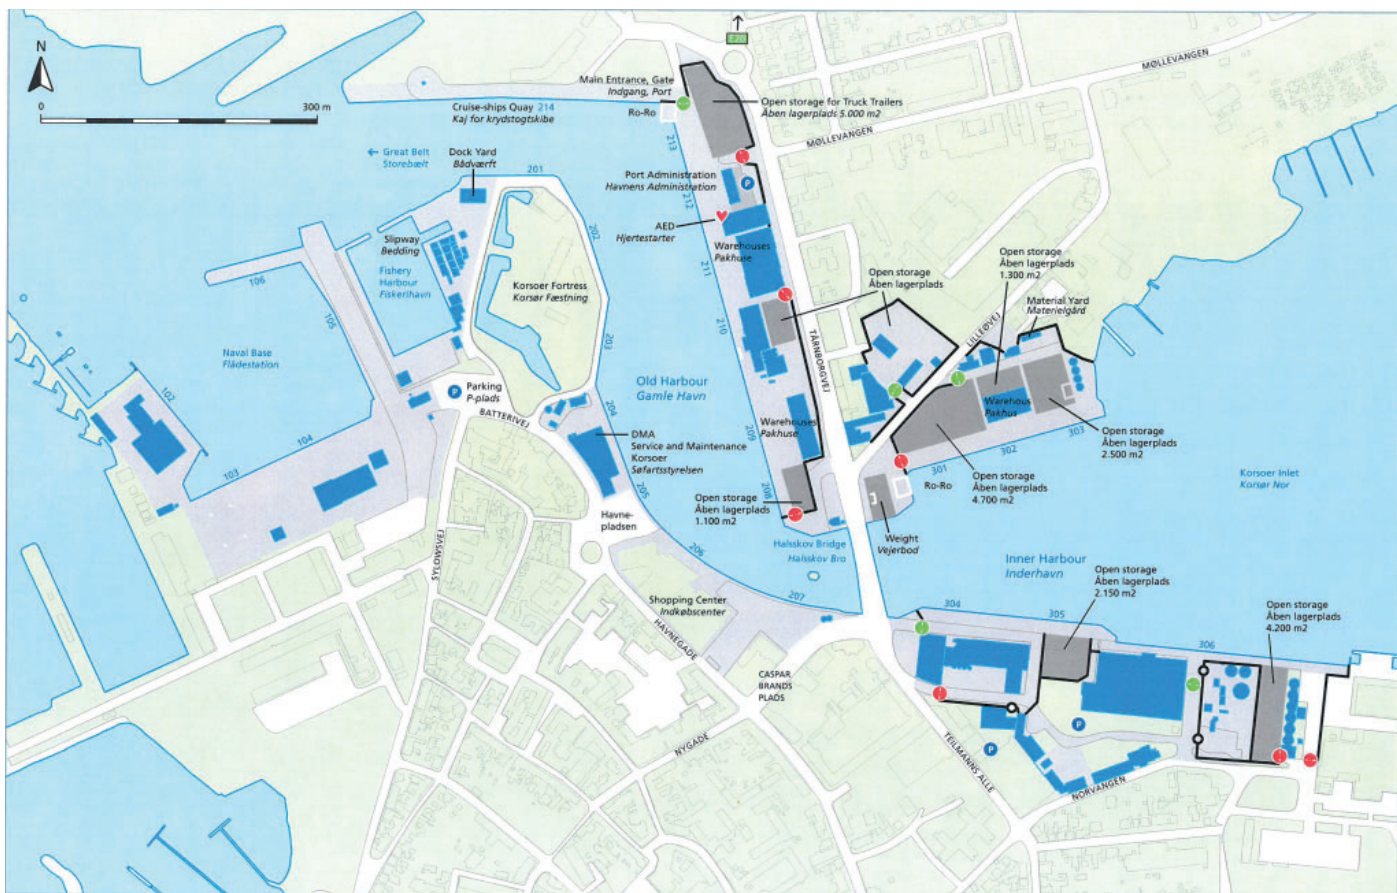 N
0
300 m
E20
MØLLEVANGEN
MØLLEVANGEN
Main Entrance, Gate
Indgang, Port
Cruise-ships Quay 214
Kaj for krydstogtskibe
Ro-Ro
Open storage for Truck Trailers
Åben lagerplads 5.000 m2
← Great Belt
Storebælt
Dock Yard
Bådværft
201
213
Port Administration
Havnens Administration
P
212
202
AED
Hjertestarter
Slipway
Bedding
Warehouses
Pakhuse
Fishery
Harbour
Fiskerihavn
106
211
Korsoer Fortress
Korsør Fæstning
Open storage
Åben lagerplads
Open storage
Åben lagerplads
1.300 m2
Material Yard
Materielgård
105
210
210
LILLEØVEJ
TÅRNBORGVEJ
203
Naval Base
Flådestation
Old Harbour
Gamle Havn
P
Parking
P-plads
102
BATTERIVEJ
204
Warehouses
Pakhuse
Warehous
Pakhus
303
302
301
209
DMA
Service and Maintenance
Korsoer
Søfartsstyrelsen
104
103
Open storage
Åben lagerplads
2.500 m2
Korsoer Inlet
Korsør Nor
Open storage
Åben lagerplads
4.700 m2
Ro-Ro
208
Open storage
Åben lagerplads
1.100 m2
205
Havne-
pladsen
206
Halsskov Bridge
Halsskov Bro
Weight
Vejerbod
Inner Harbour
Inderhavn
Open storage
Åben lagerplads
2.150 m2
SYLOWSVEJ
Shopping Center
Indkøbscenter
207
304
305
306
Open storage
Åben lagerplads
4.200 m2
HAVNEGADE
CASPAR
BRANDS
PLADS
NYGADE
TEILMANNS ALLE
P
P
NORVANGEN